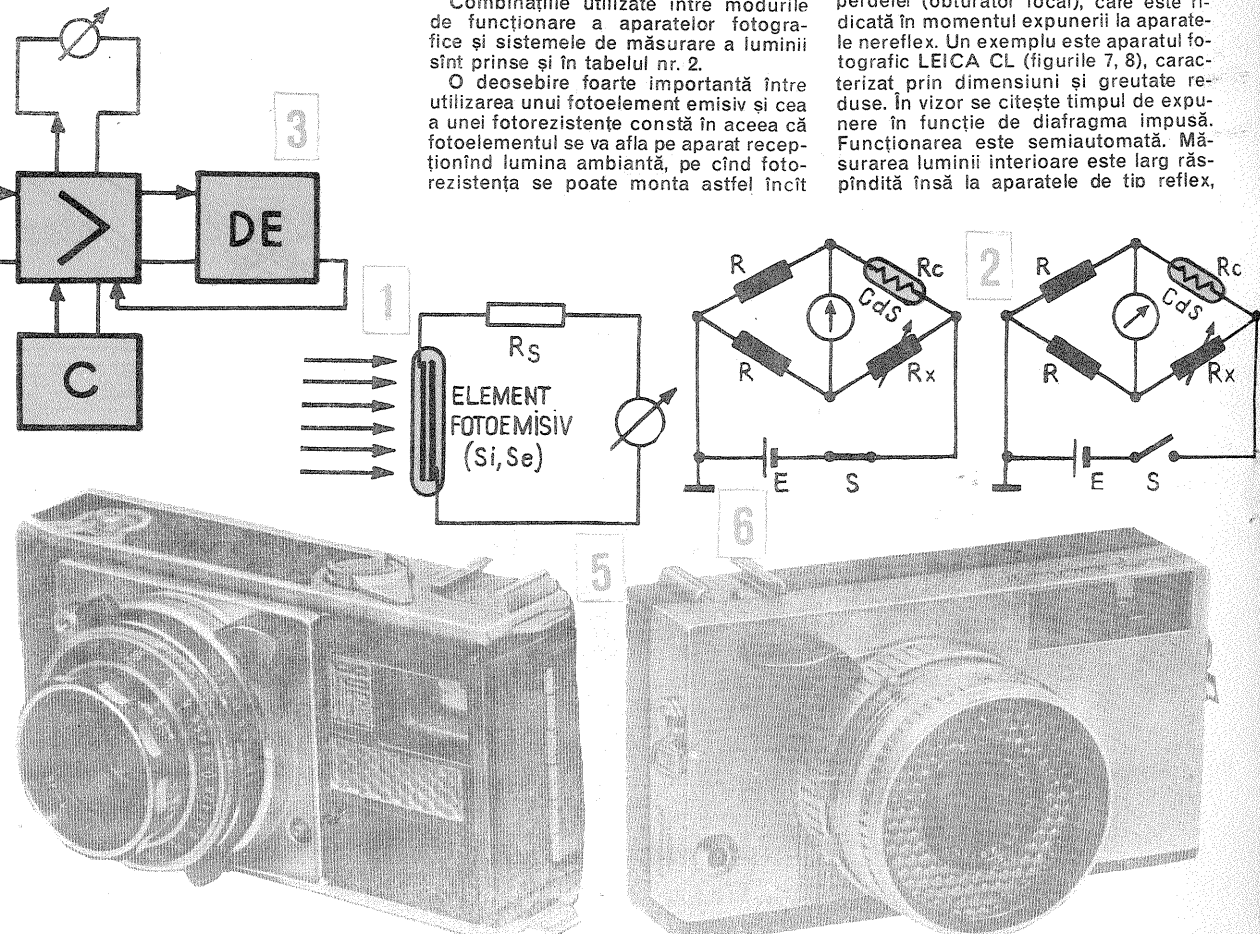 Combinațiile utilizate între modurile
de funcționare a aparatelor fotogra-
fice și sistemele de măsurare a luminii
sînt prinse și în tabelul nr. 2.
O deosebire foarte importantă între
utilizarea unui fotoelement emisiv și cea
a unei fotorezistențe constă în aceea că
fotoelementul se va afla pe aparat recep-
ționînd lumina ambiantă, pe cînd foto-
rezistența se poate monta astfel încît
perdelei (obturator focal), care este ri-
dicată în momentul expunerii la aparate-
le nereflex. Un exemplu este aparatul fo-
tografic LEICA CL (figurile 7, 8), carac-
terizat prin dimensiuni și greutate re-
duse. În vizor se citește timpul de expu-
nere în funcție de diafragma impusă.
Funcționarea este semiautomată. Mă-
surarea luminii interioare este larg răs-
pîndită însă la aparatele de tip reflex,
3
>
DE
C
1
RS
ELEMENT
FOTOEMISIV
(Si, Se)
2
R
Rc
CdS
R
Rx
E
S
R
Rc
CdS
R
Rx
E
S
5
6